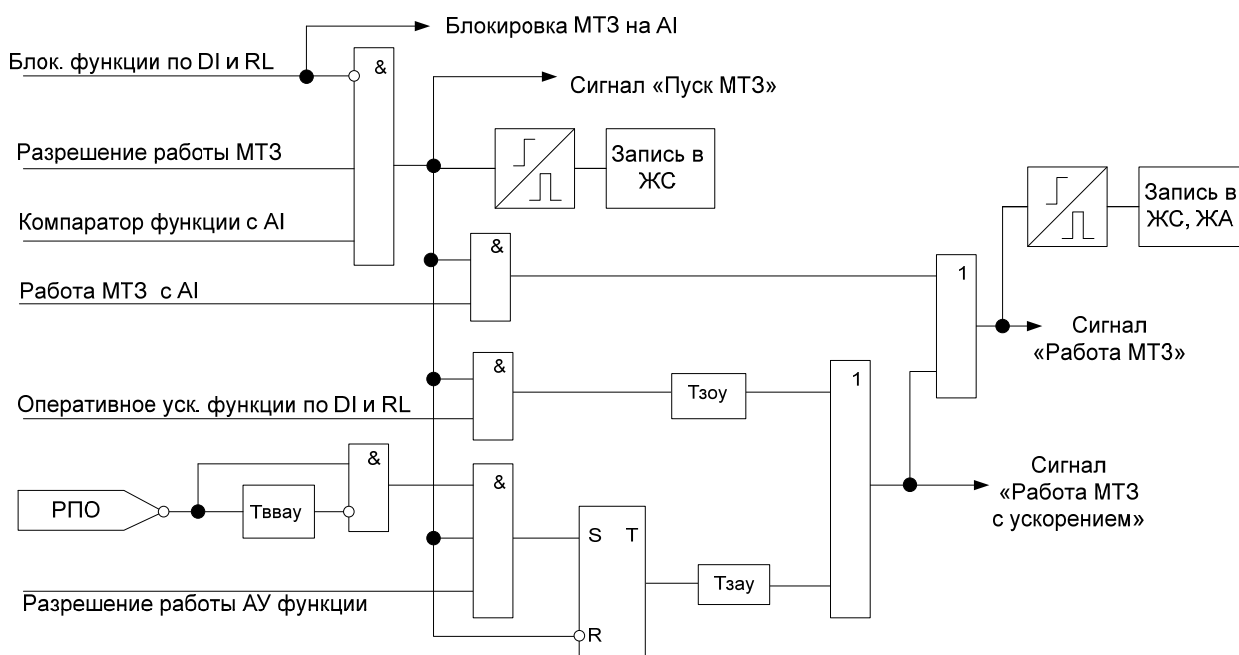 Блокировка МТЗ на AI
Блок. функции по DI и RL
&
Сигнал «Пуск МТЗ»
Разрешение работы МТЗ
Запись в
ЖС
Запись в
ЖС, ЖА
Компаратор функции с AI
&
1
Работа МТЗ с AI
Сигнал
«Работа МТЗ»
&
1
Тзоу
Оперативное уск. функции по DI и RL
&
&
Сигнал
«Работа МТЗ
с ускорением»
РПО
Тввау
S T
Тзау
Разрешение работы АУ функции
R